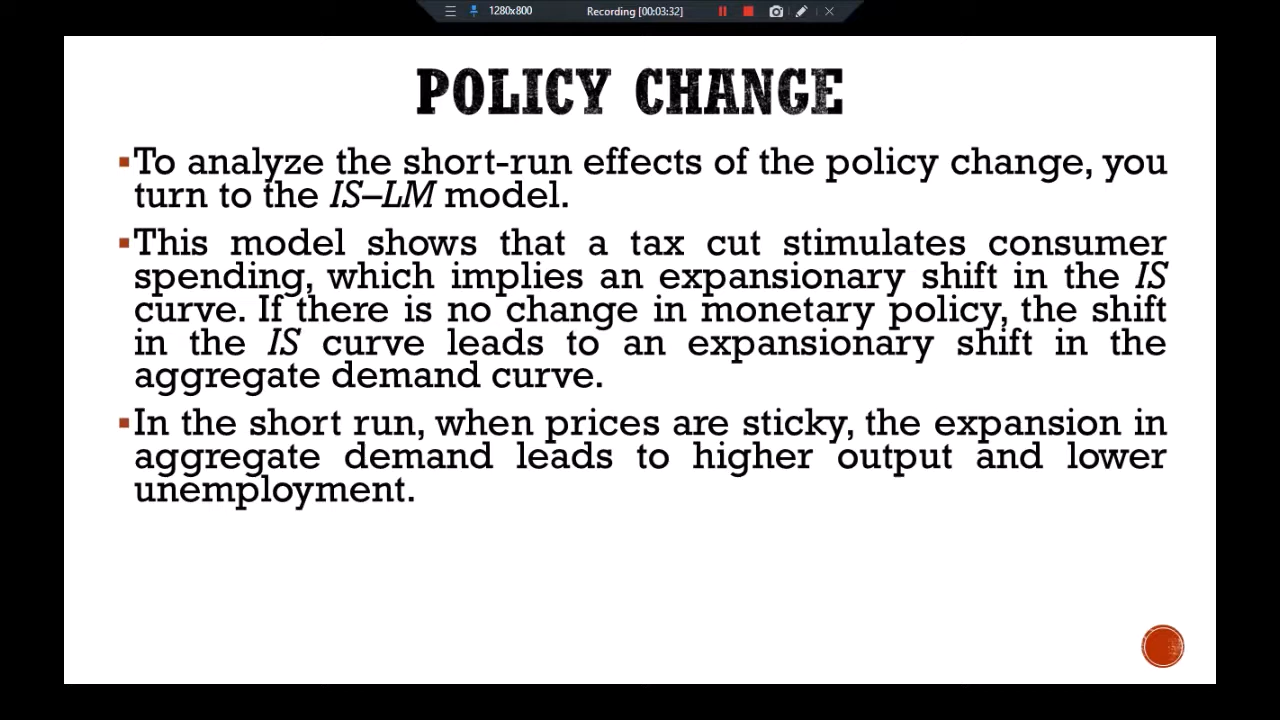 1280x800
Recording [00:03:32]
POLICY CHANGE
▪To analyze the short-run effects of the policy change, you
turn to the IS–LM model.
▪This model shows that a tax cut stimulates consumer
spending, which implies an expansionary shift in the IS
curve. If there is no change in monetary policy, the shift
in the IS curve leads to an expansionary shift in the
aggregate demand curve.
▪In the short run, when prices are sticky, the expansion in
aggregate demand leads to higher output and lower
unemployment.